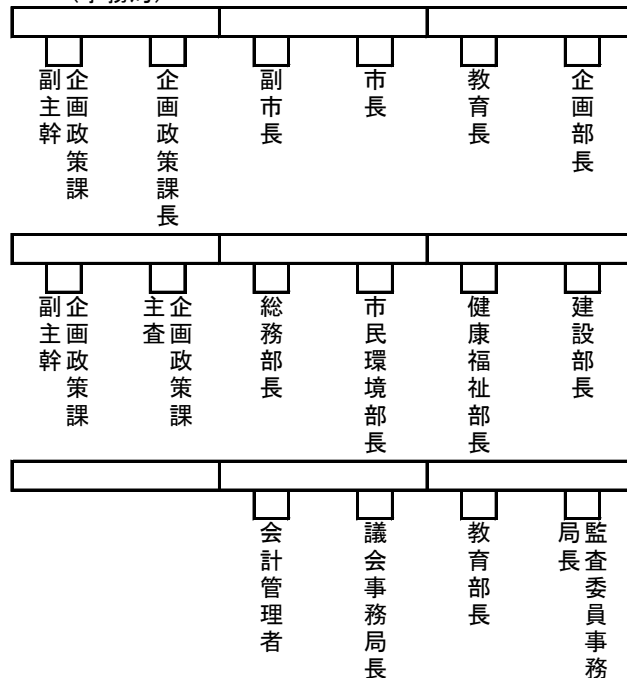 企画部長
教育長
市長
副市長
企画政策課長
企画政策課
副主幹
建設部長
健康福祉部長
市民環境部長
総務部長
企画政策課
主査
企画政策課
副主幹
監査委員事務
局長
教育部長
議会事務局長
会計管理者